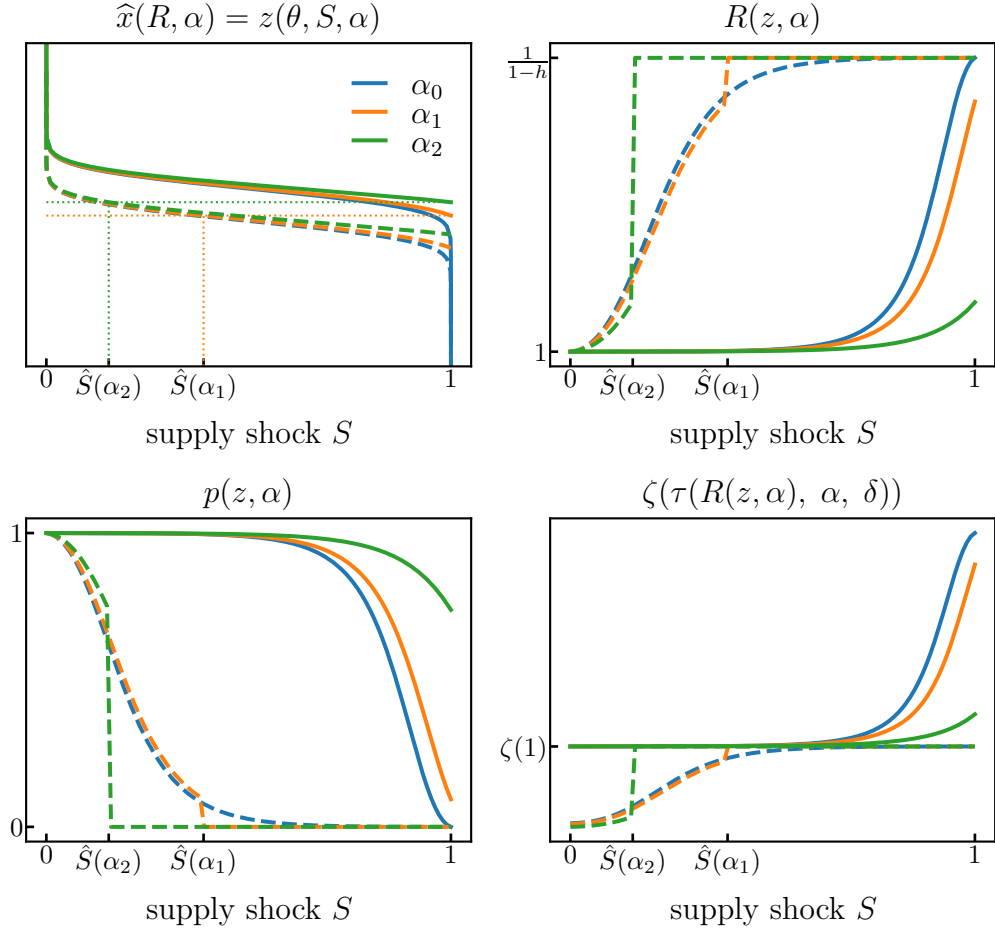 x̂(R, α) = z(θ, S, α)
α₀
α₁
α₂
0
Ŝ(α₂)
Ŝ(α₁)
1
supply shock S
R(z, α)
1/(1−h)
1
0
Ŝ(α₂)
Ŝ(α₁)
1
supply shock S
p(z, α)
1
0
0
Ŝ(α₂)
Ŝ(α₁)
1
supply shock S
ζ(τ(R(z, α), α, δ))
ζ(1)
0
Ŝ(α₂)
Ŝ(α₁)
1
supply shock S